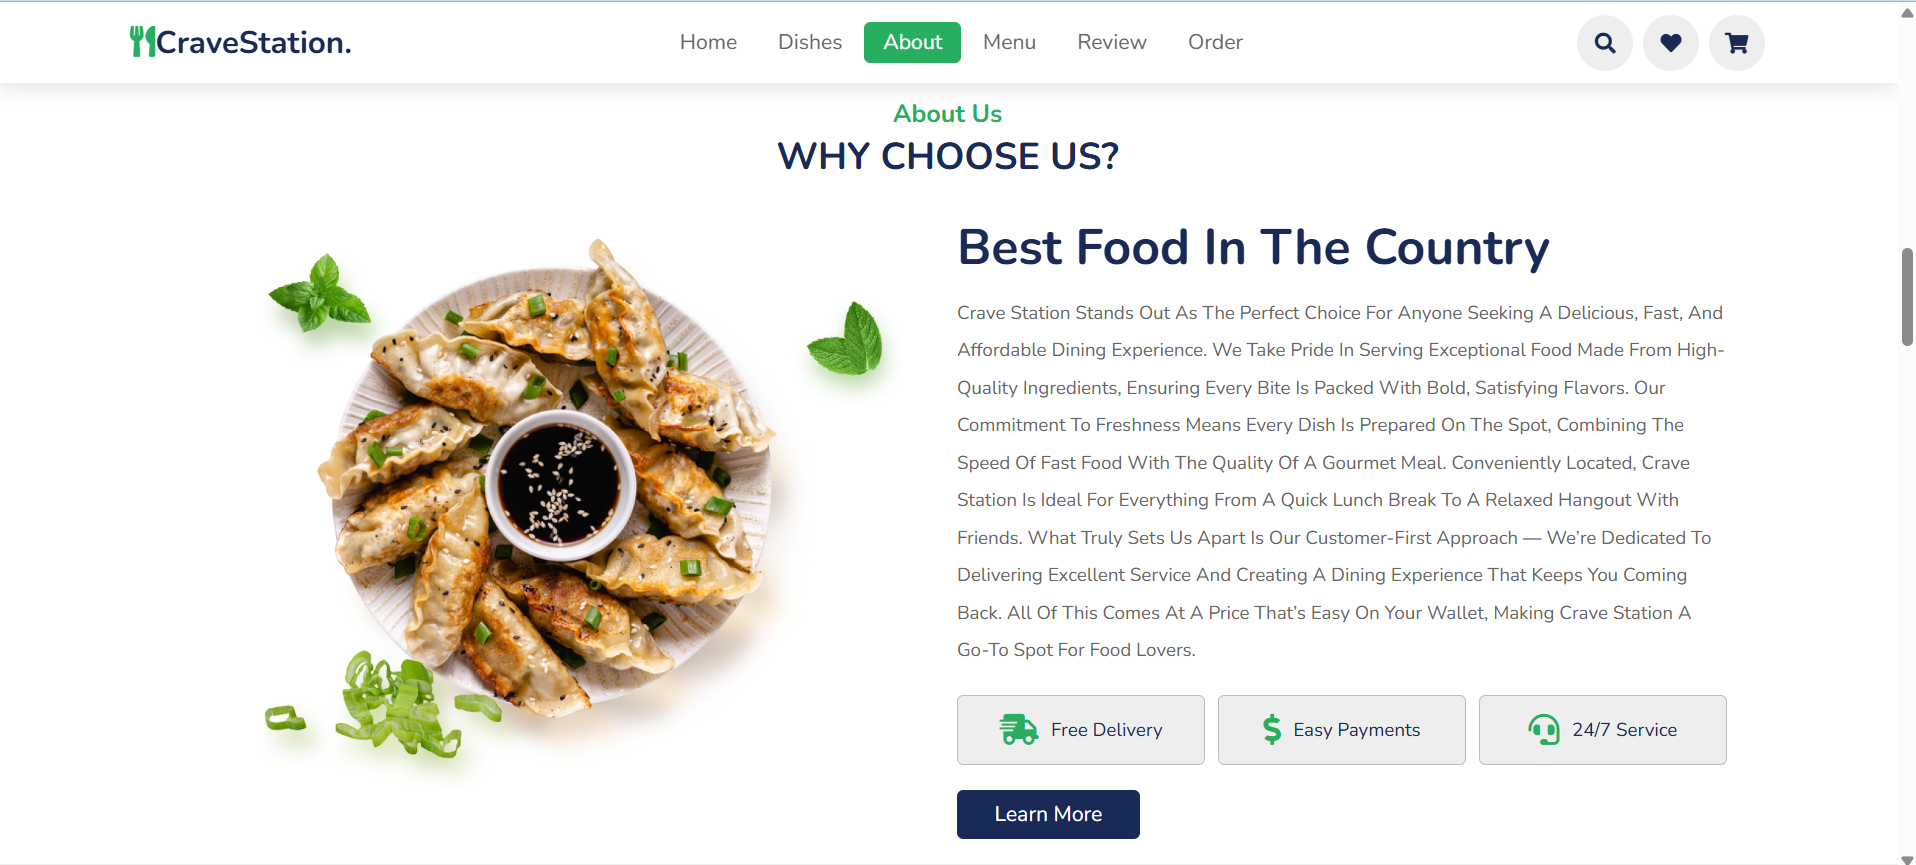 CraveStation.
Home Dishes About Menu Review Order
About Us
WHY CHOOSE US?
Best Food In The Country
Crave Station Stands Out As The Perfect Choice For Anyone Seeking A Delicious, Fast, And
Affordable Dining Experience. We Take Pride In Serving Exceptional Food Made From High-
Quality Ingredients, Ensuring Every Bite Is Packed With Bold, Satisfying Flavors. Our
Commitment To Freshness Means Every Dish Is Prepared On The Spot, Combining The
Speed Of Fast Food With The Quality Of A Gourmet Meal. Conveniently Located, Crave
Station Is Ideal For Everything From A Quick Lunch Break To A Relaxed Hangout With
Friends. What Truly Sets Us Apart Is Our Customer-First Approach — We’re Dedicated To
Delivering Excellent Service And Creating A Dining Experience That Keeps You Coming
Back. All Of This Comes At A Price That’s Easy On Your Wallet, Making Crave Station A
Go-To Spot For Food Lovers.
Free Delivery
Easy Payments
24/7 Service
Learn More